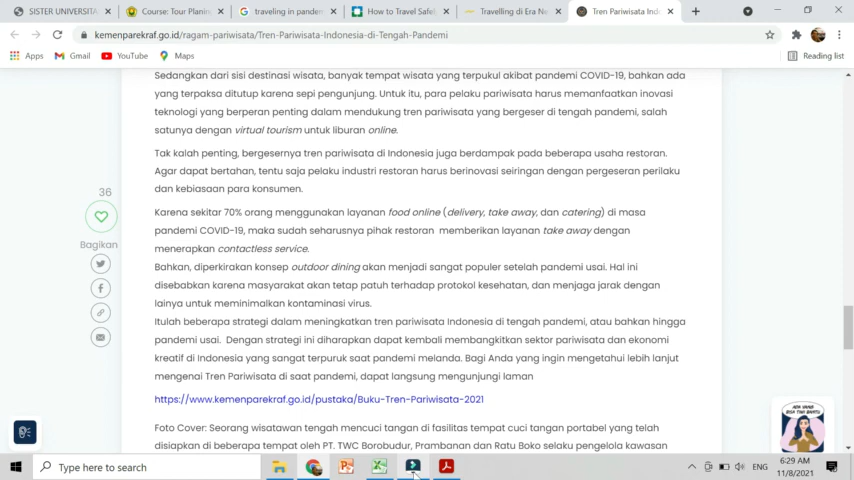 SISTER UNIVERSITA
Course: Tour Planin
traveling in pandem
How to Travel Safel
Travelling di Era Ne
Tren Pariwisata Ind
kemenparekraf.go.id/ragam-pariwisata/Tren-Pariwisata-Indonesia-di-Tengah-Pandemi
Apps
Gmail
YouTube
Maps
Reading list
Sedangkan dari sisi destinasi wisata, banyak tempat wisata yang terpukul akibat pandemi COVID-19, bahkan ada
yang terpaksa ditutup karena sepi pengunjung. Untuk itu, para pelaku pariwisata harus memanfaatkan inovasi
teknologi yang berperan penting dalam mendukung tren pariwisata yang bergeser di tengah pandemi, salah
satunya dengan virtual tourism untuk liburan online.
Tak kalah penting, bergesernya tren pariwisata di Indonesia juga berdampak pada beberapa usaha restoran.
Agar dapat bertahan, tentu saja pelaku industri restoran harus berinovasi seiringan dengan pergeseran perilaku
dan kebiasaan para konsumen.
36
Karena sekitar 70% orang menggunakan layanan food online (delivery, take away, dan catering) di masa
pandemi COVID-19, maka sudah seharusnya pihak restoran memberikan layanan take away dengan
menerapkan contactless service.
Bagikan
Bahkan, diperkirakan konsep outdoor dining akan menjadi sangat populer setelah pandemi usai. Hal ini
disebabkan karena masyarakat akan tetap patuh terhadap protokol kesehatan, dan menjaga jarak dengan
lainya untuk meminimalkan kontaminasi virus.
Itulah beberapa strategi dalam meningkatkan tren pariwisata Indonesia di tengah pandemi, atau bahkan hingga
pandemi usai. Dengan strategi ini diharapkan dapat kembali membangkitkan sektor pariwisata dan ekonomi
kreatif di Indonesia yang sangat terpuruk saat pandemi melanda. Bagi Anda yang ingin mengetahui lebih lanjut
mengenai Tren Pariwisata di saat pandemi, dapat langsung mengunjungi laman
https://www.kemenparekraf.go.id/pustaka/Buku-Tren-Pariwisata-2021
Foto Cover: Seorang wisatawan tengah mencuci tangan di fasilitas tempat cuci tangan portabel yang telah
disiapkan di beberapa tempat oleh PT. TWC Borobudur, Prambanan dan Ratu Boko selaku pengelola kawasan
ADA YANG
BISA TIAR BANTU
Type here to search
ENG
6:29 AM
11/8/2021